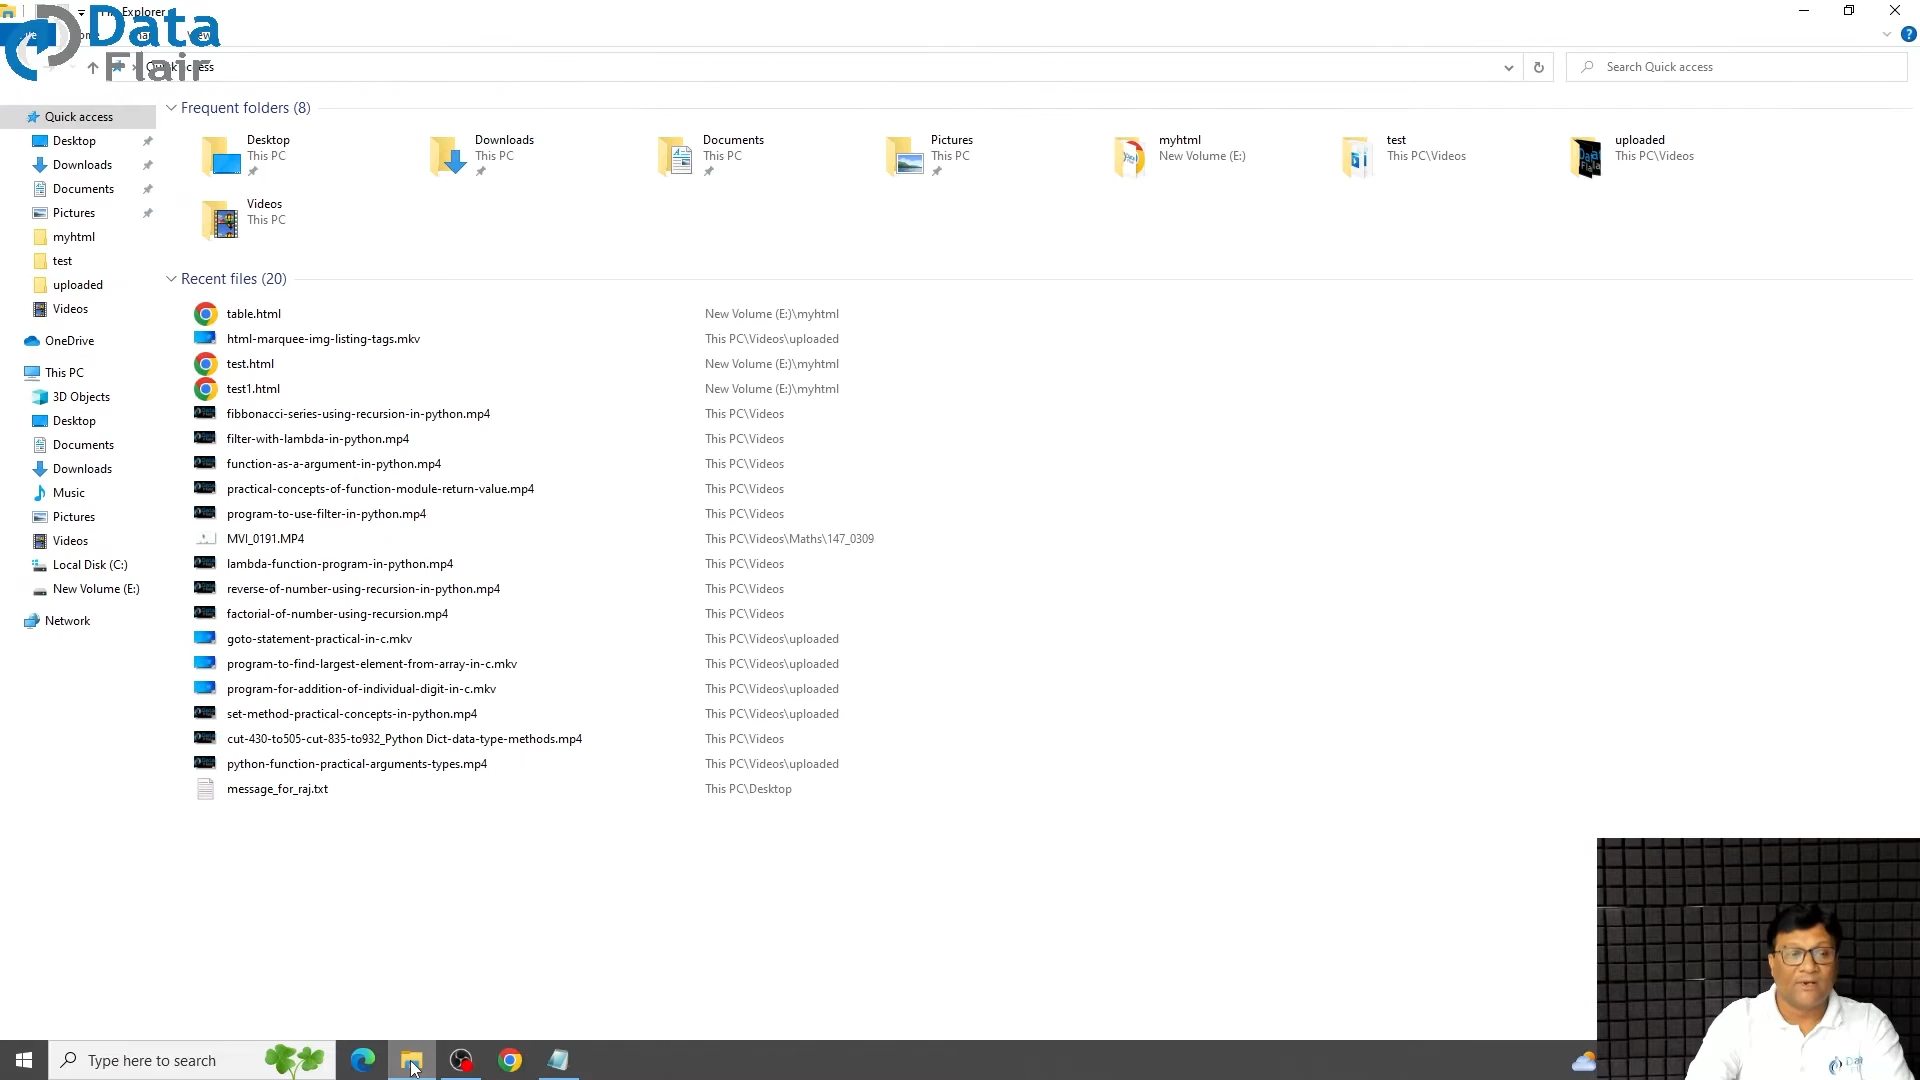 File Explorer
Data
Flair
Quick access
Search Quick access
Quick access
Desktop
Downloads
Documents
Pictures
myhtml
test
uploaded
Videos
OneDrive
This PC
3D Objects
Desktop
Documents
Downloads
Music
Pictures
Videos
Local Disk (C:)
New Volume (E:)
Network
Frequent folders (8)
Desktop
This PC
Downloads
This PC
Documents
This PC
Pictures
This PC
myhtml
New Volume (E:)
test
This PC\Videos
uploaded
This PC\Videos
Videos
This PC
Recent files (20)
table.html New Volume (E:)\myhtml
html-marquee-img-listing-tags.mkv This PC\Videos\uploaded
test.html New Volume (E:)\myhtml
test1.html New Volume (E:)\myhtml
fibbonacci-series-using-recursion-in-python.mp4 This PC\Videos
filter-with-lambda-in-python.mp4 This PC\Videos
function-as-a-argument-in-python.mp4 This PC\Videos
practical-concepts-of-function-module-return-value.mp4 This PC\Videos
program-to-use-filter-in-python.mp4 This PC\Videos
MVI_0191.MP4 This PC\Videos\Maths\147_0309
lambda-function-program-in-python.mp4 This PC\Videos
reverse-of-number-using-recursion-in-python.mp4 This PC\Videos
factorial-of-number-using-recursion.mp4 This PC\Videos
goto-statement-practical-in-c.mkv This PC\Videos\uploaded
program-to-find-largest-element-from-array-in-c.mkv This PC\Videos\uploaded
program-for-addition-of-individual-digit-in-c.mkv This PC\Videos\uploaded
set-method-practical-concepts-in-python.mp4 This PC\Videos\uploaded
cut-430-to505-cut-835-to932_Python Dict-data-type-methods.mp4 This PC\Videos
python-function-practical-arguments-types.mp4 This PC\Videos\uploaded
message_for_raj.txt This PC\Desktop
Type here to search